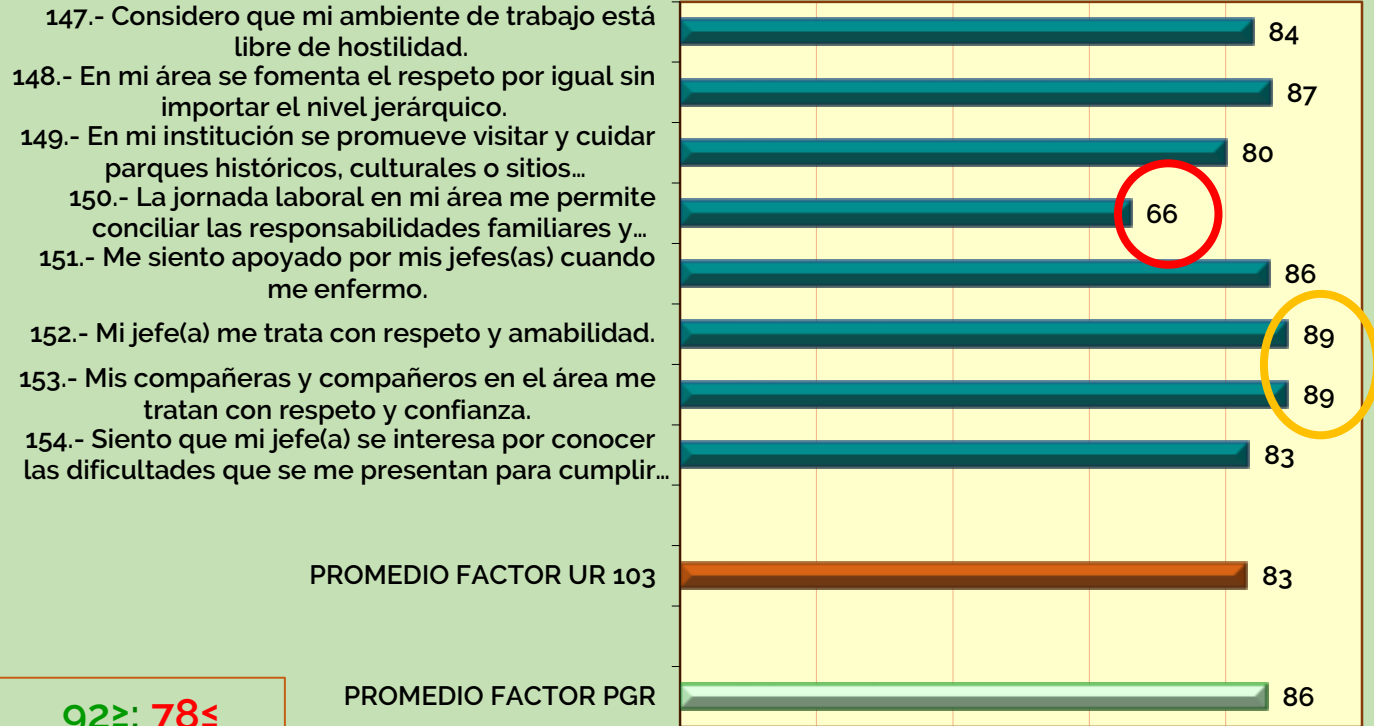 147.- Considero que mi ambiente de trabajo está
libre de hostilidad.
84
148.- En mi área se fomenta el respeto por igual sin
importar el nivel jerárquico.
87
149.- En mi institución se promueve visitar y cuidar
parques históricos, culturales o sitios…
80
150.- La jornada laboral en mi área me permite
conciliar las responsabilidades familiares y…
66
151.- Me siento apoyado por mis jefes(as) cuando
me enfermo.
86
152.- Mi jefe(a) me trata con respeto y amabilidad.
89
153.- Mis compañeras y compañeros en el área me
tratan con respeto y confianza.
89
154.- Siento que mi jefe(a) se interesa por conocer
las dificultades que se me presentan para cumplir…
83
PROMEDIO FACTOR UR 103
83
PROMEDIO FACTOR PGR
86
92≥; 78≤